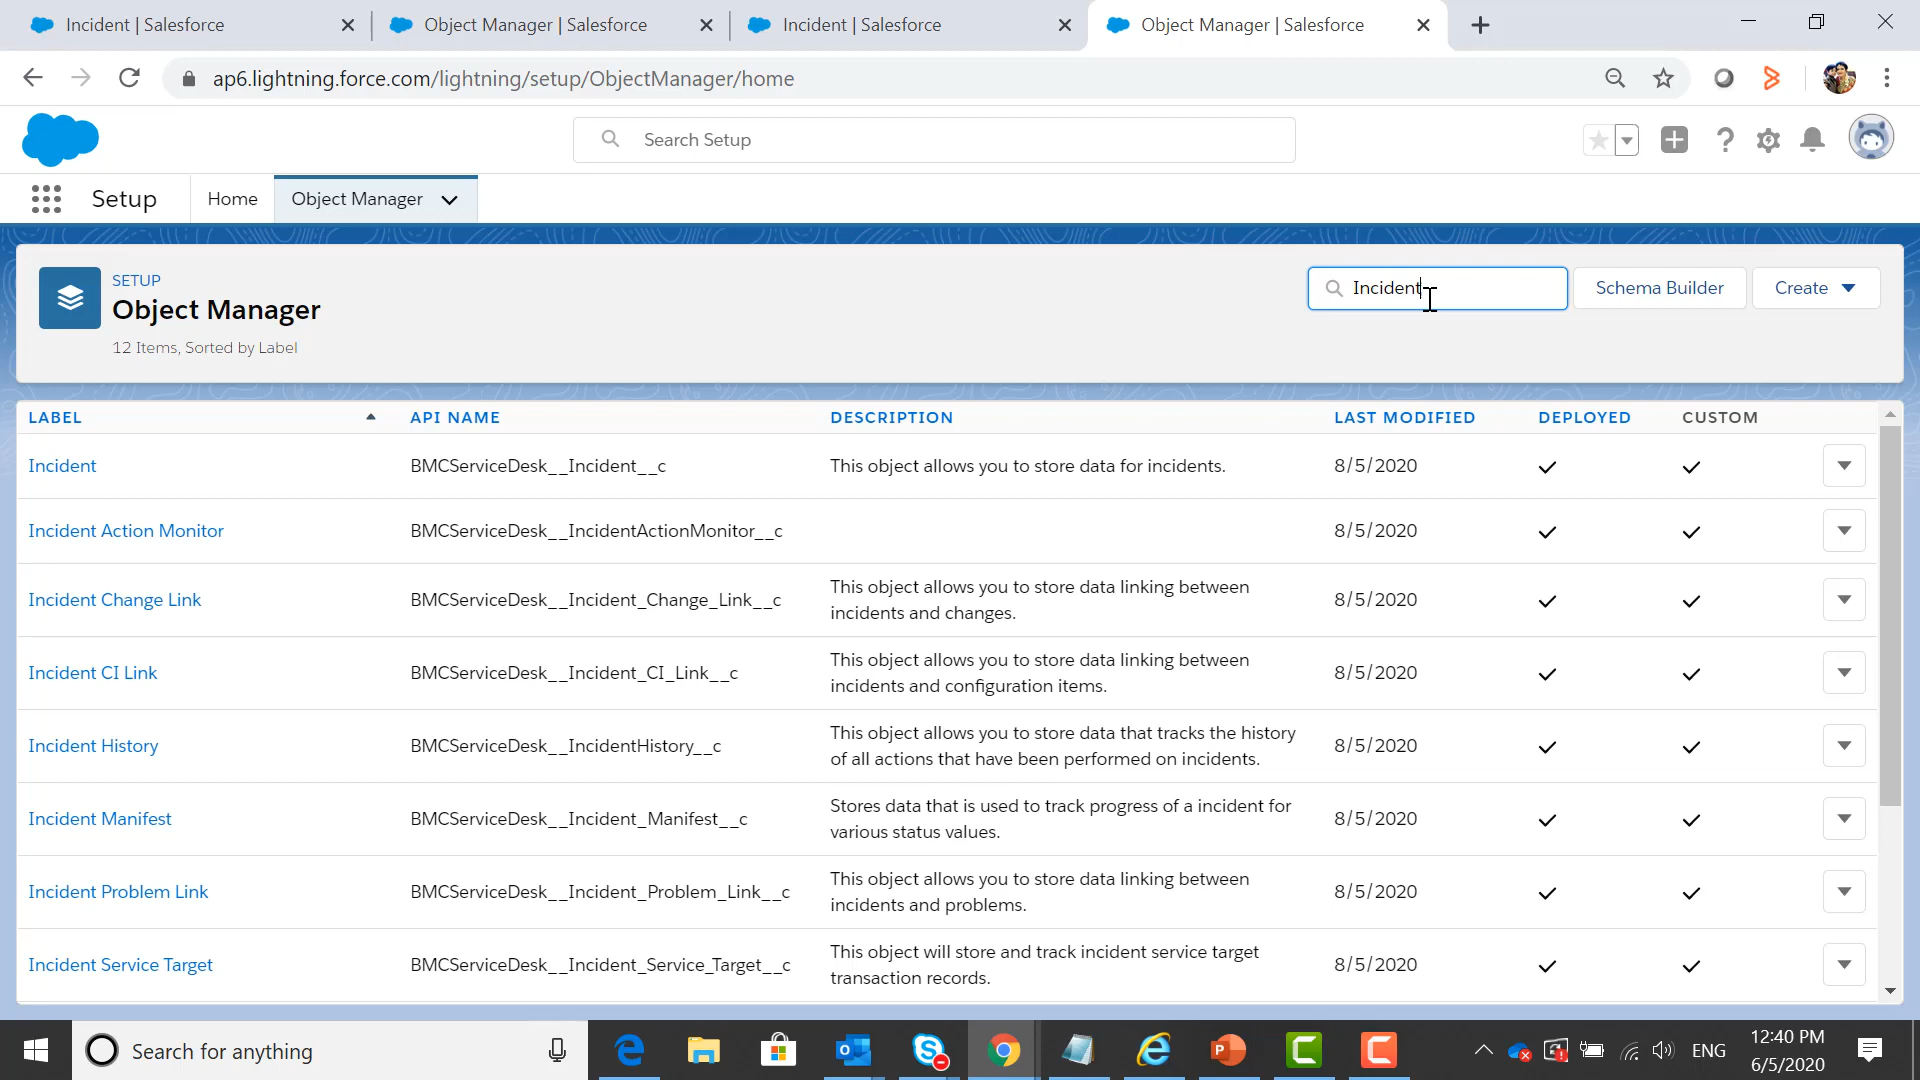 Incident | Salesforce
Object Manager | Salesforce
Incident | Salesforce
Object Manager | Salesforce
ap6.lightning.force.com/lightning/setup/ObjectManager/home
Search Setup
Setup Home Object Manager
SETUP
Object Manager
12 Items, Sorted by Label
Incident
Schema Builder
Create
LABEL API NAME DESCRIPTION LAST MODIFIED DEPLOYED CUSTOM
Incident BMCServiceDesk__Incident__c This object allows you to store data for incidents. 8/5/2020
Incident Action Monitor BMCServiceDesk__IncidentActionMonitor__c 8/5/2020
Incident Change Link BMCServiceDesk__Incident_Change_Link__c This object allows you to store data linking between
incidents and changes. 8/5/2020
Incident CI Link BMCServiceDesk__Incident_CI_Link__c This object allows you to store data linking between
incidents and configuration items. 8/5/2020
Incident History BMCServiceDesk__IncidentHistory__c This object allows you to store data that tracks the history
of all actions that have been performed on incidents. 8/5/2020
Incident Manifest BMCServiceDesk__Incident_Manifest__c Stores data that is used to track progress of a incident for
various status values. 8/5/2020
Incident Problem Link BMCServiceDesk__Incident_Problem_Link__c This object allows you to store data linking between
incidents and problems. 8/5/2020
Incident Service Target BMCServiceDesk__Incident_Service_Target__c This object will store and track incident service target
transaction records. 8/5/2020
Search for anything
ENG
12:40 PM
6/5/2020